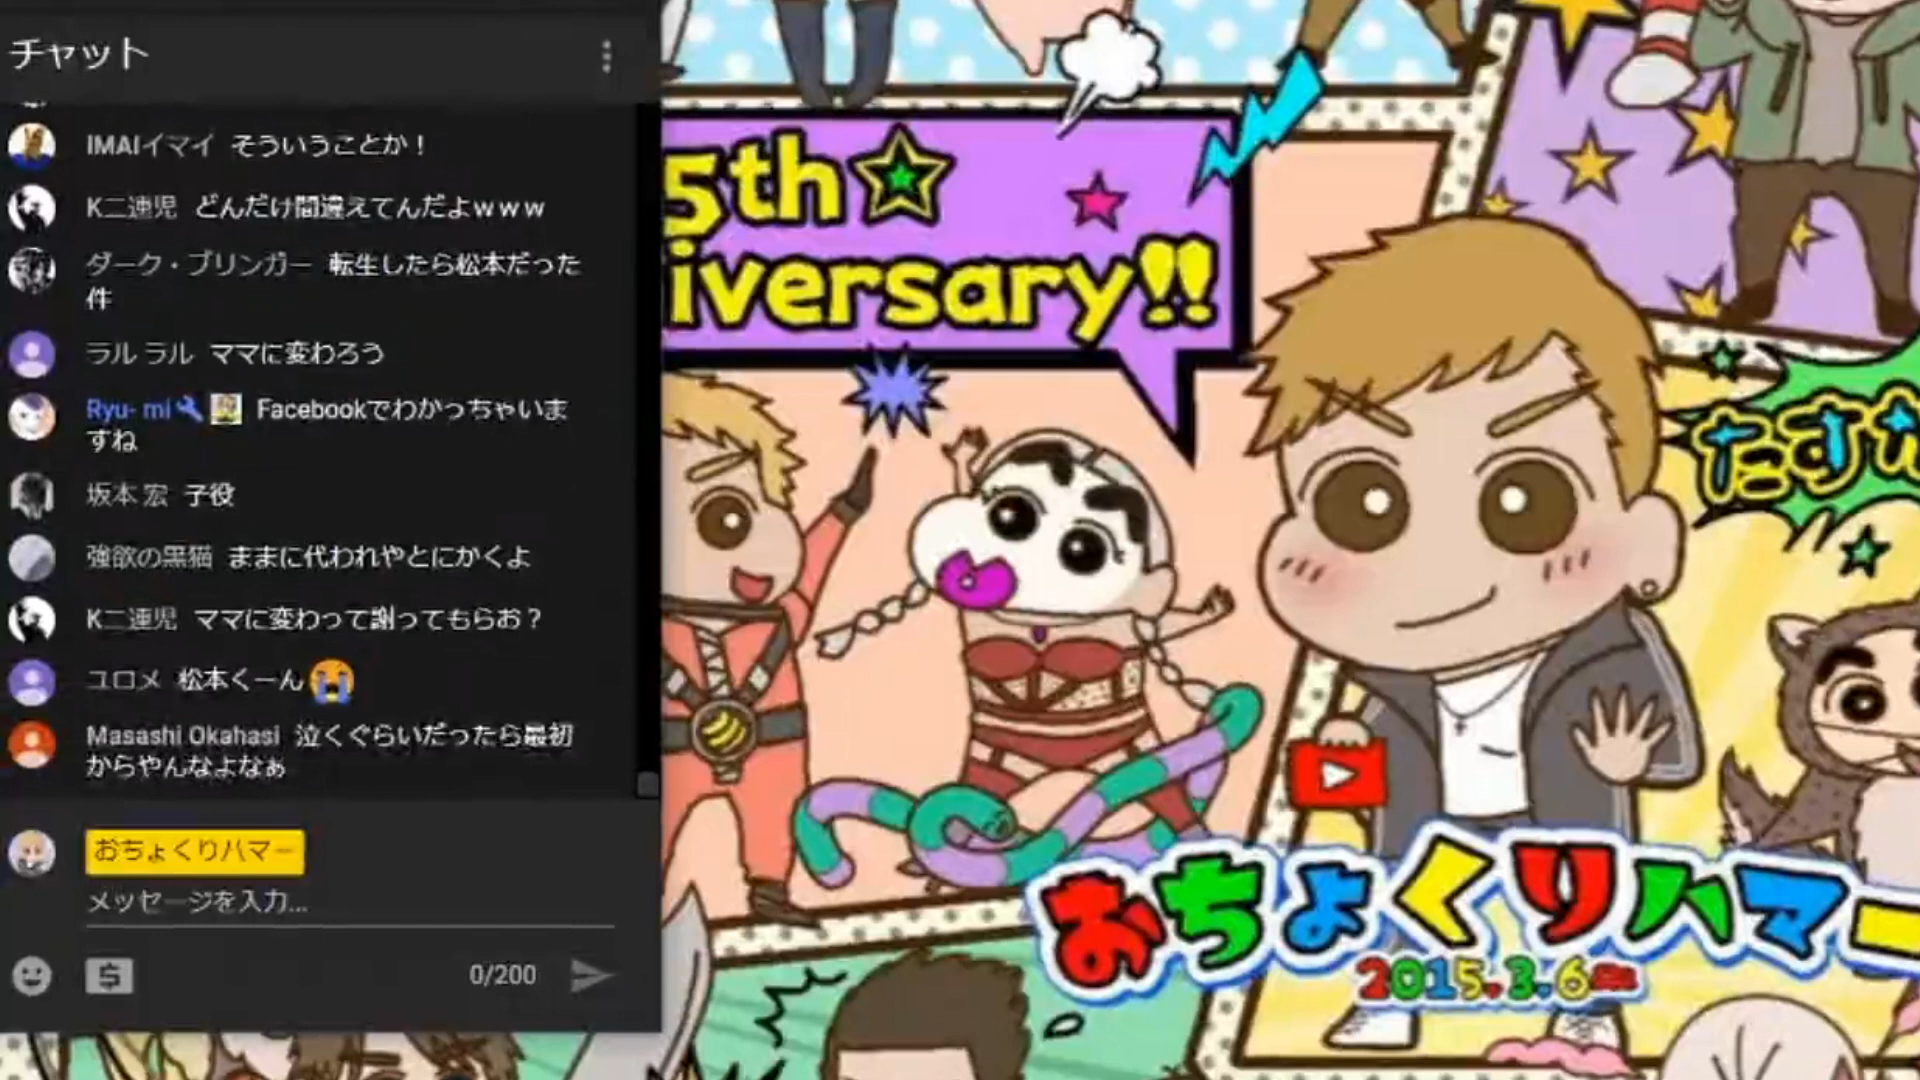 チャット
IMAIイマイ そういうことか！
K二連児 どんだけ間違えてんだよｗｗｗ
ダーク・ブリンガー 転生したら松本だった
件
ラル ラル ママに変わろう
Ryu- mi Facebookでわかっちゃいま
すね
坂本 宏 子役
強欲の黒猫 ままに代われやとにかくよ
K二連児 ママに変わって謝ってもらお？
ユロメ 松本くーん
Masashi Okahasi 泣くぐらいだったら最初
からやんなよなぁ
おちょくりハマー
メッセージを入力...
0/200
5th
iversary!!
たす
おちょくりハマー
2015.3.6